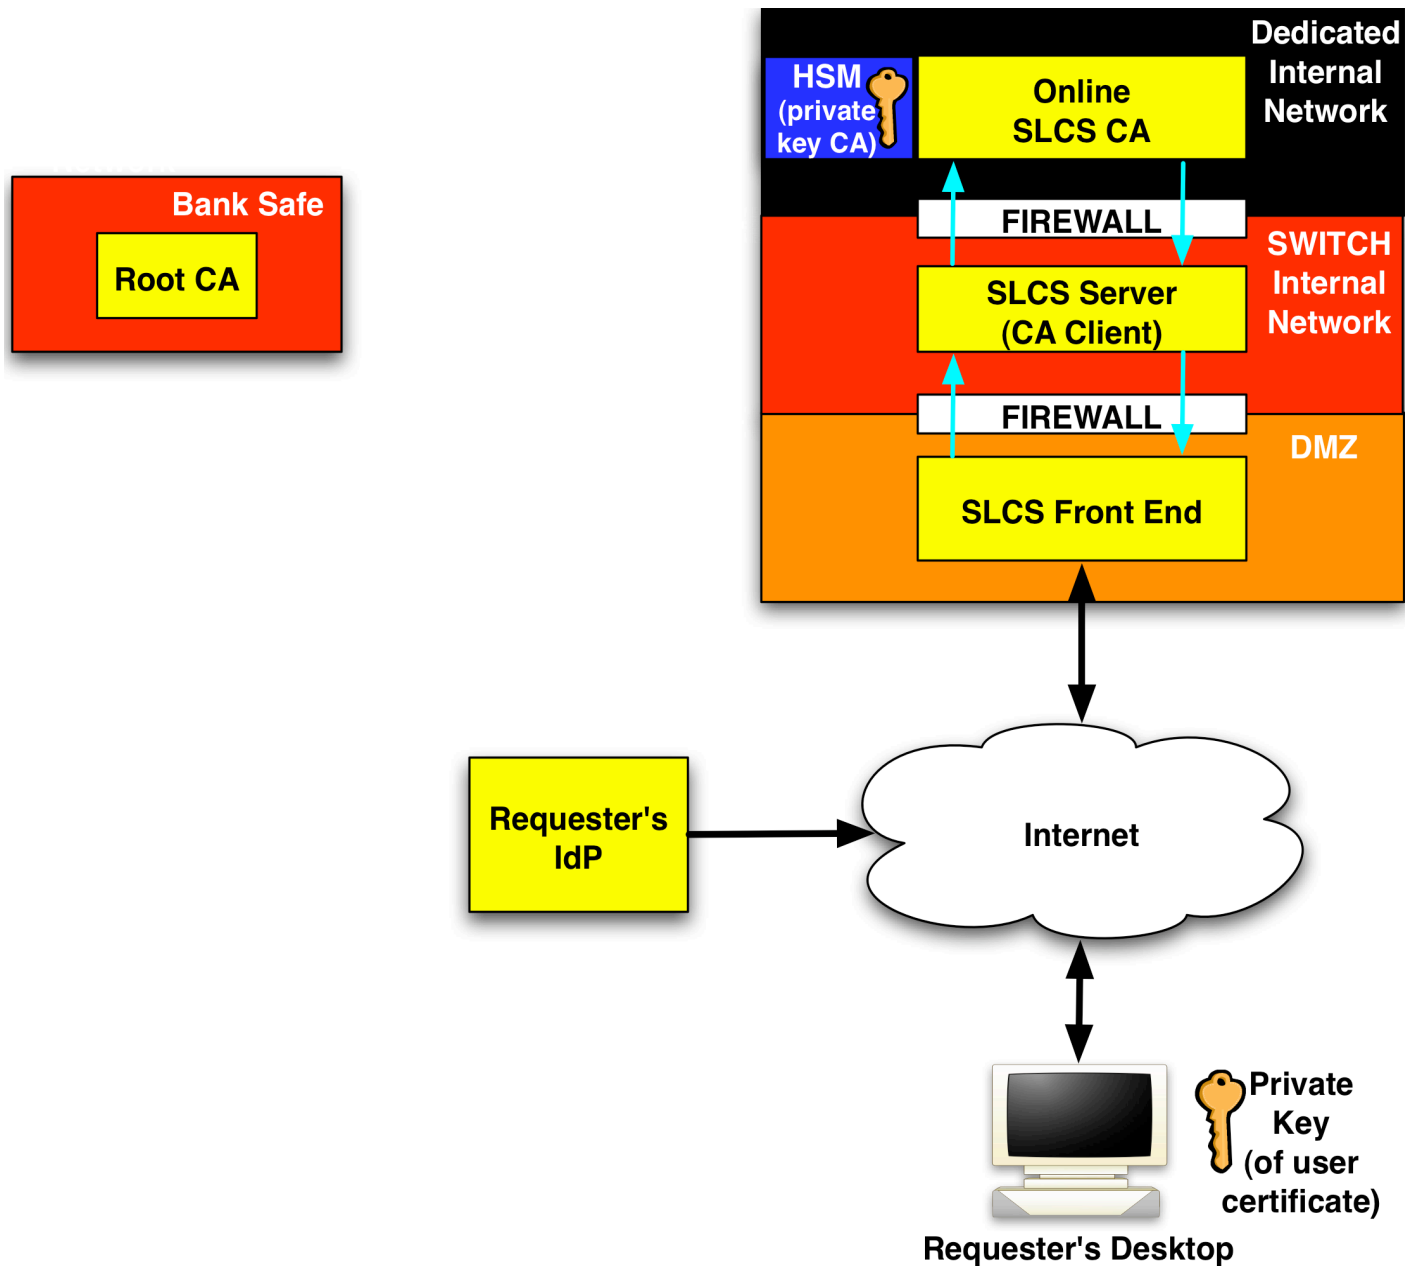 Dedicated
Internal
Network
HSM
(private
key CA)
Online
SLCS CA
Bank Safe
Root CA
FIREWALL
SWITCH
Internal
Network
SLCS Server
(CA Client)
FIREWALL
DMZ
SLCS Front End
Requester's
IdP
Internet
Private
Key
(of user
certificate)
Requester's Desktop